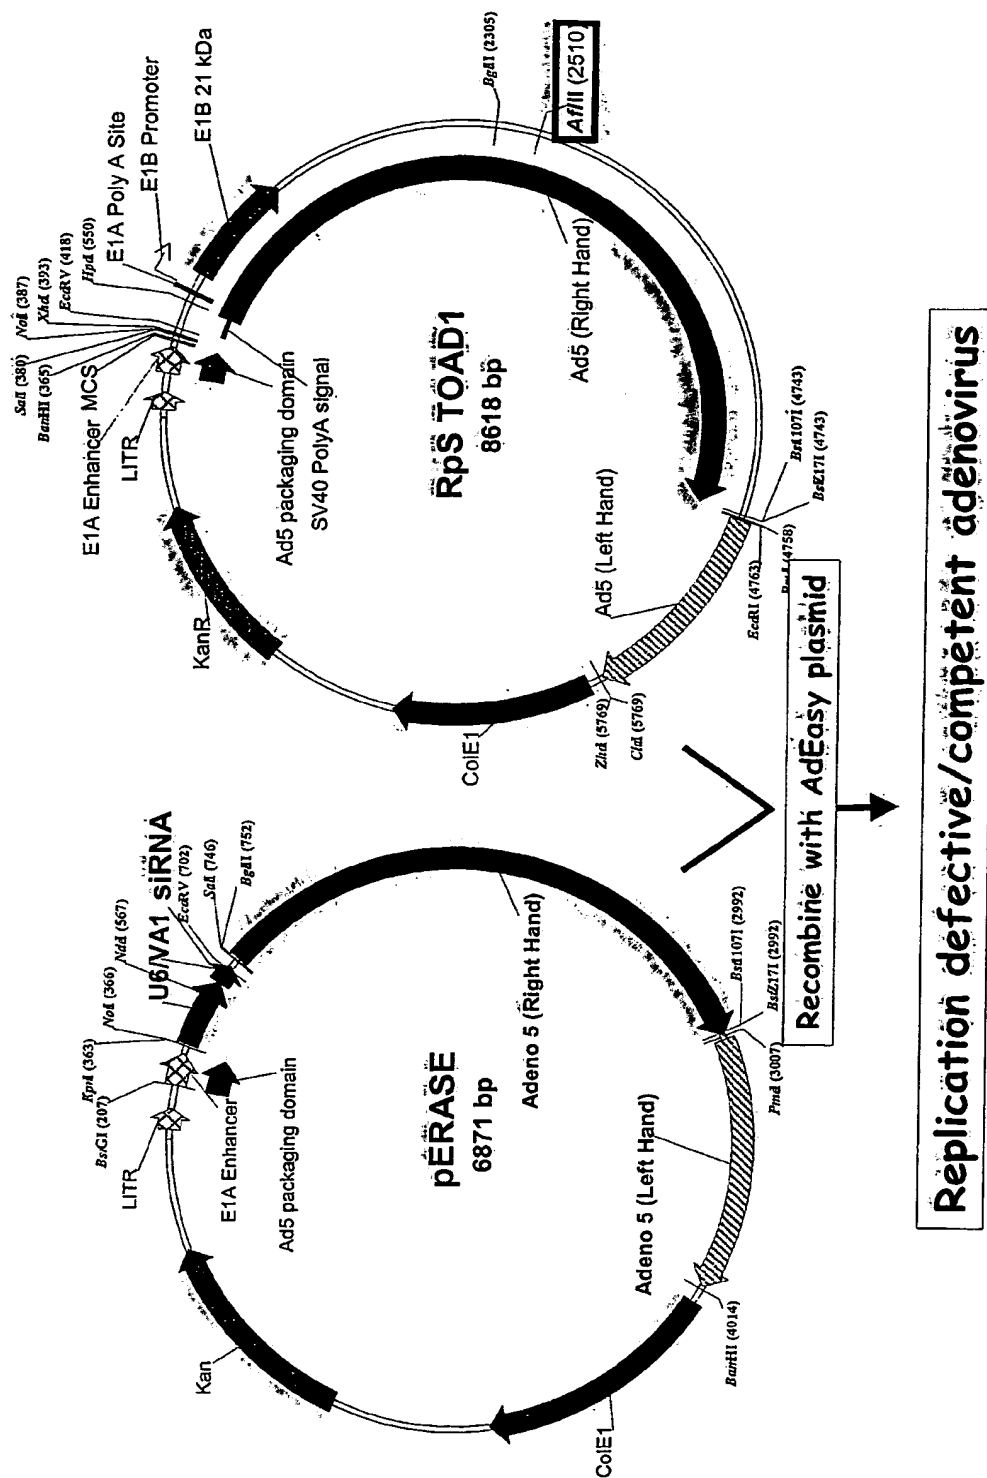 LITR
BsrGI (207)
KpnI (363)
NotI (366)
NdeI (567)
U6/VA1 siRNA
EcoRV (702)
SalI (746)
BglII (752)
E1A Enhancer
Ad5 packaging domain
Kan
pERASE
6871 bp
Adeno 5 (Right Hand)
Adeno 5 (Left Hand)
Bst1107I (2992)
BstZ17I (2992)
PmeI (3007)
BamHI (4014)
ColE1
SalI (380)
BamHI (365)
NotI (387)
XhoI (393)
EcoRV (418)
HpaI (550)
E1A Poly A Site
E1B Promoter
E1B 21 kDa
E1A Enhancer MCS
LITR
Ad5 packaging domain
SV40 PolyA signal
KanR
RpS TOAD1
8618 bp
BglII (2305)
AflII (2510)
Ad5 (Right Hand)
Ad5 (Left Hand)
Bst1107I (4743)
(4743)
(4758)
EcoRI (4763)
(5769)
ClaI (5769)
ColE1
Recombine with AdEasy plasmid
Replication defective/competent adenovirus